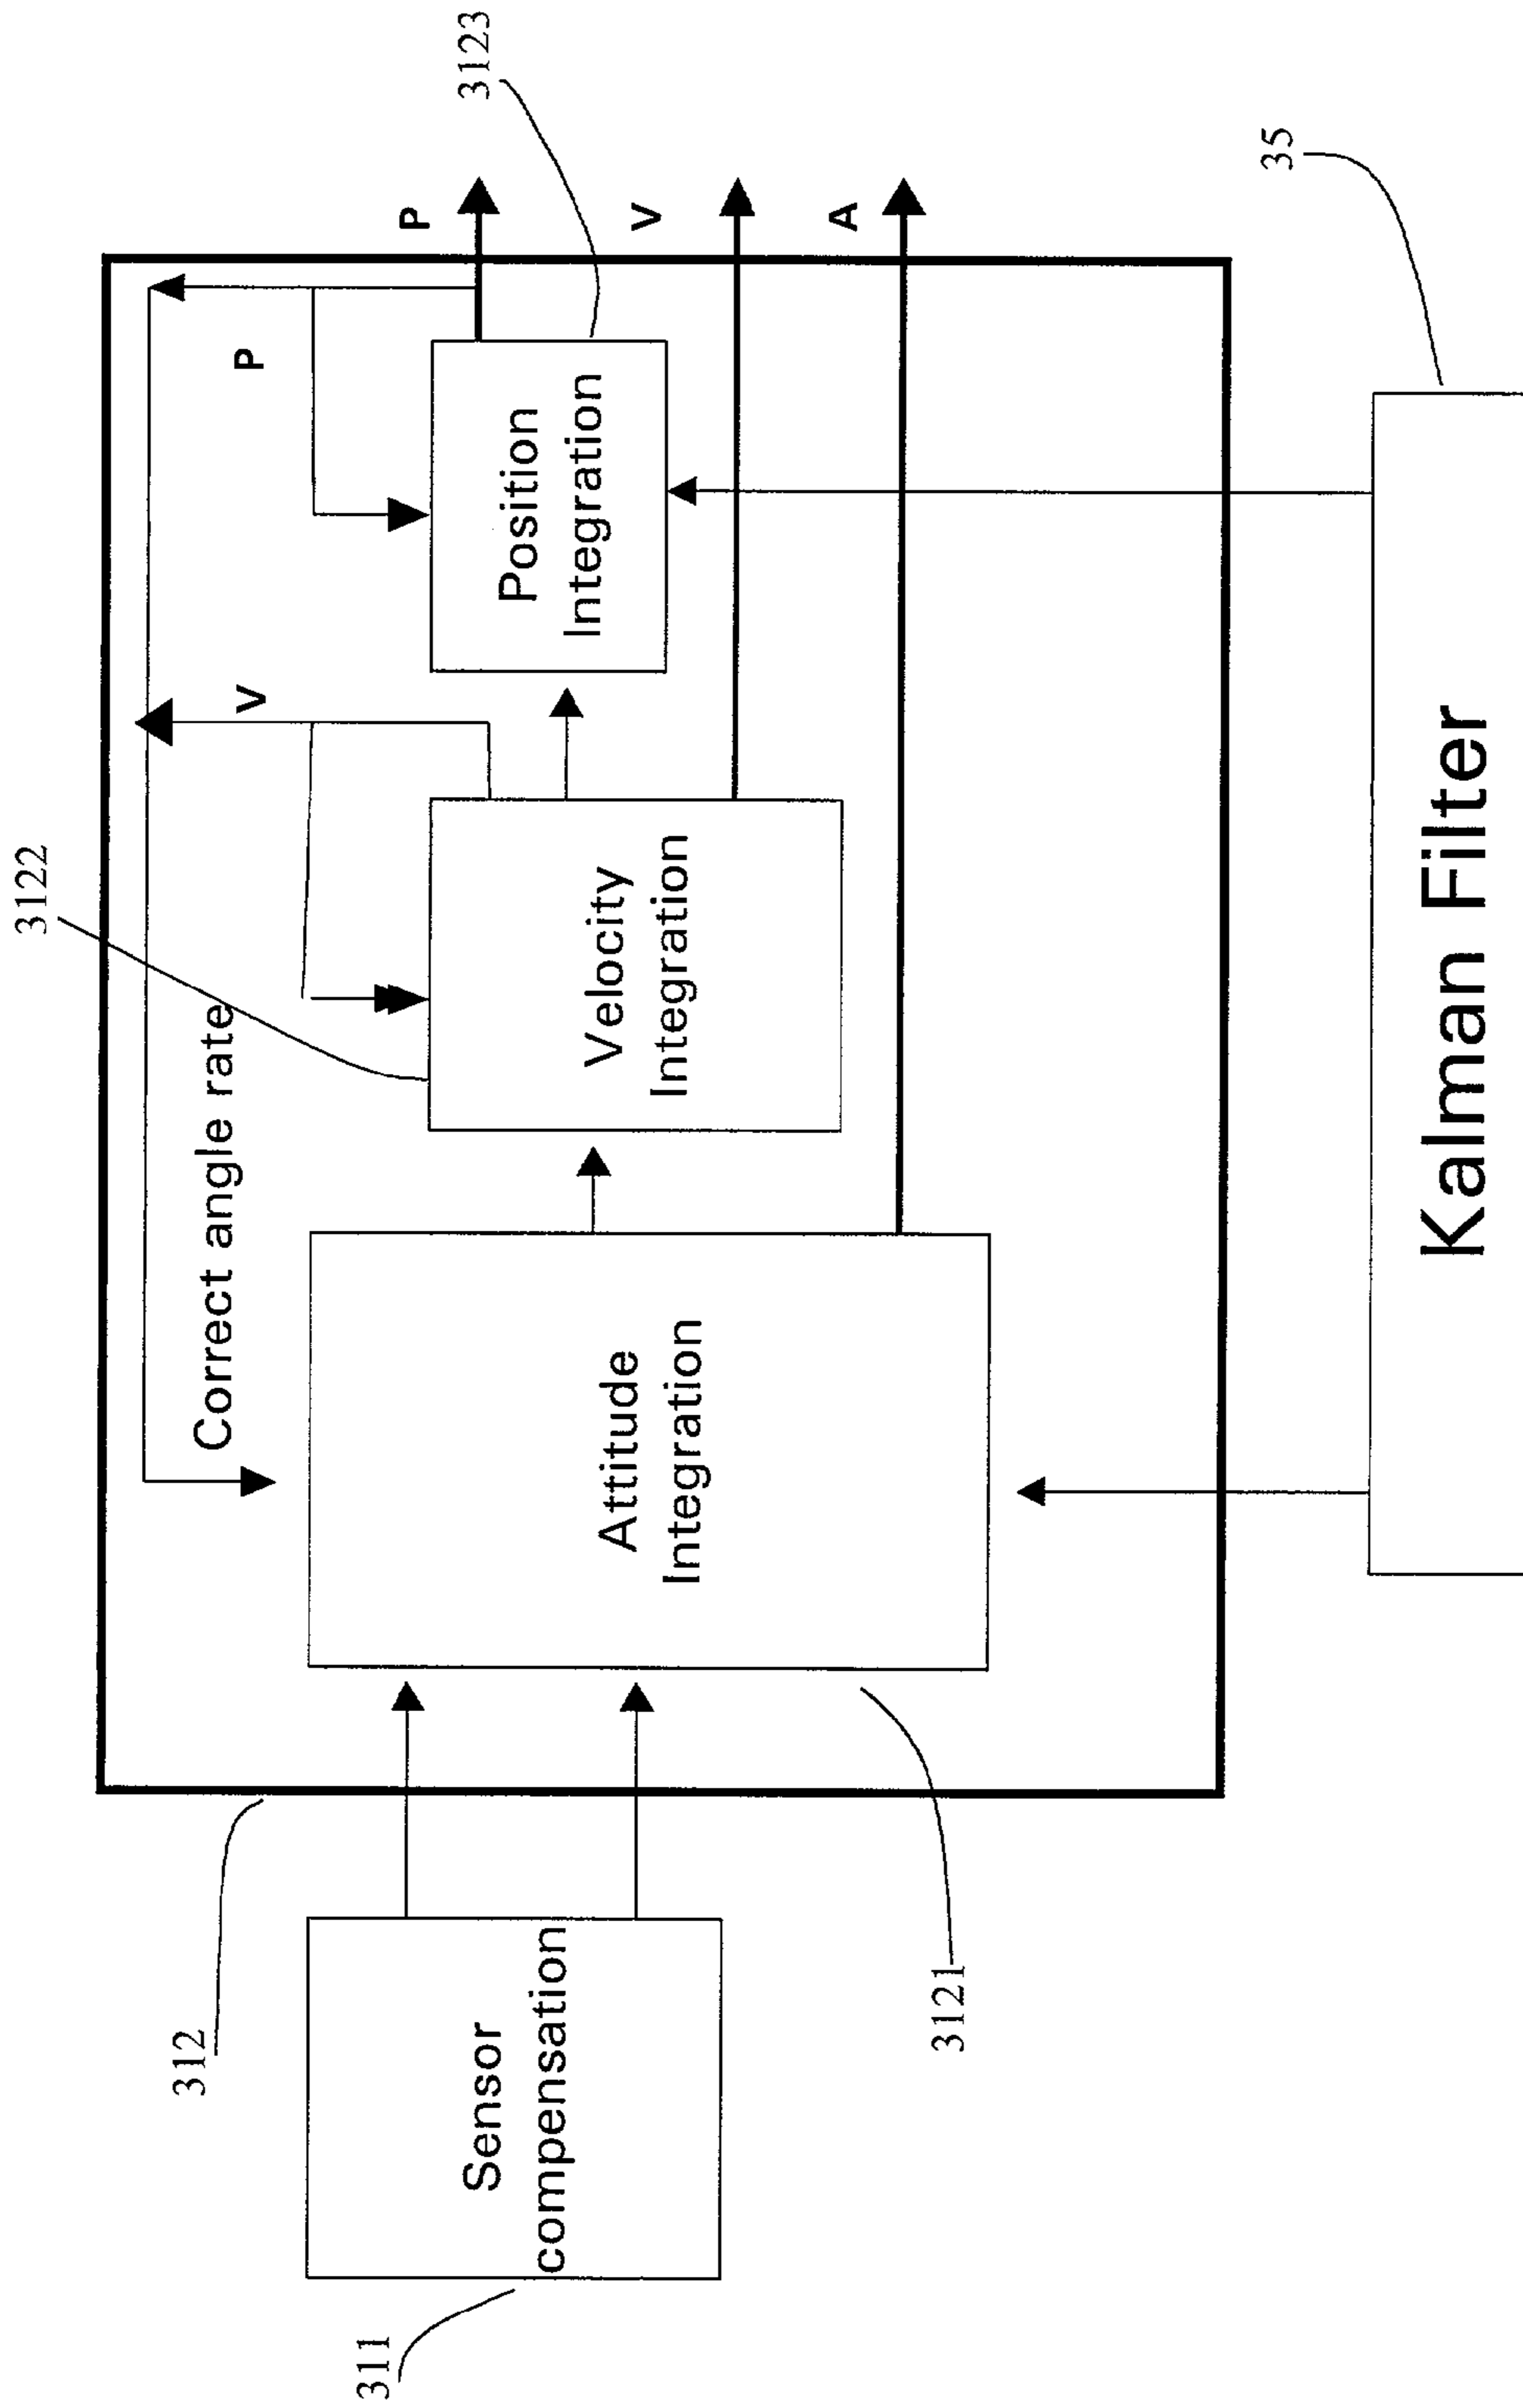 3122
3123
Correct angle rate
V
P
P
312
311
Sensor
compensation
Attitude
Integration
Velocity
Integration
Position
Integration
V
A
3121
35
Kalman Filter